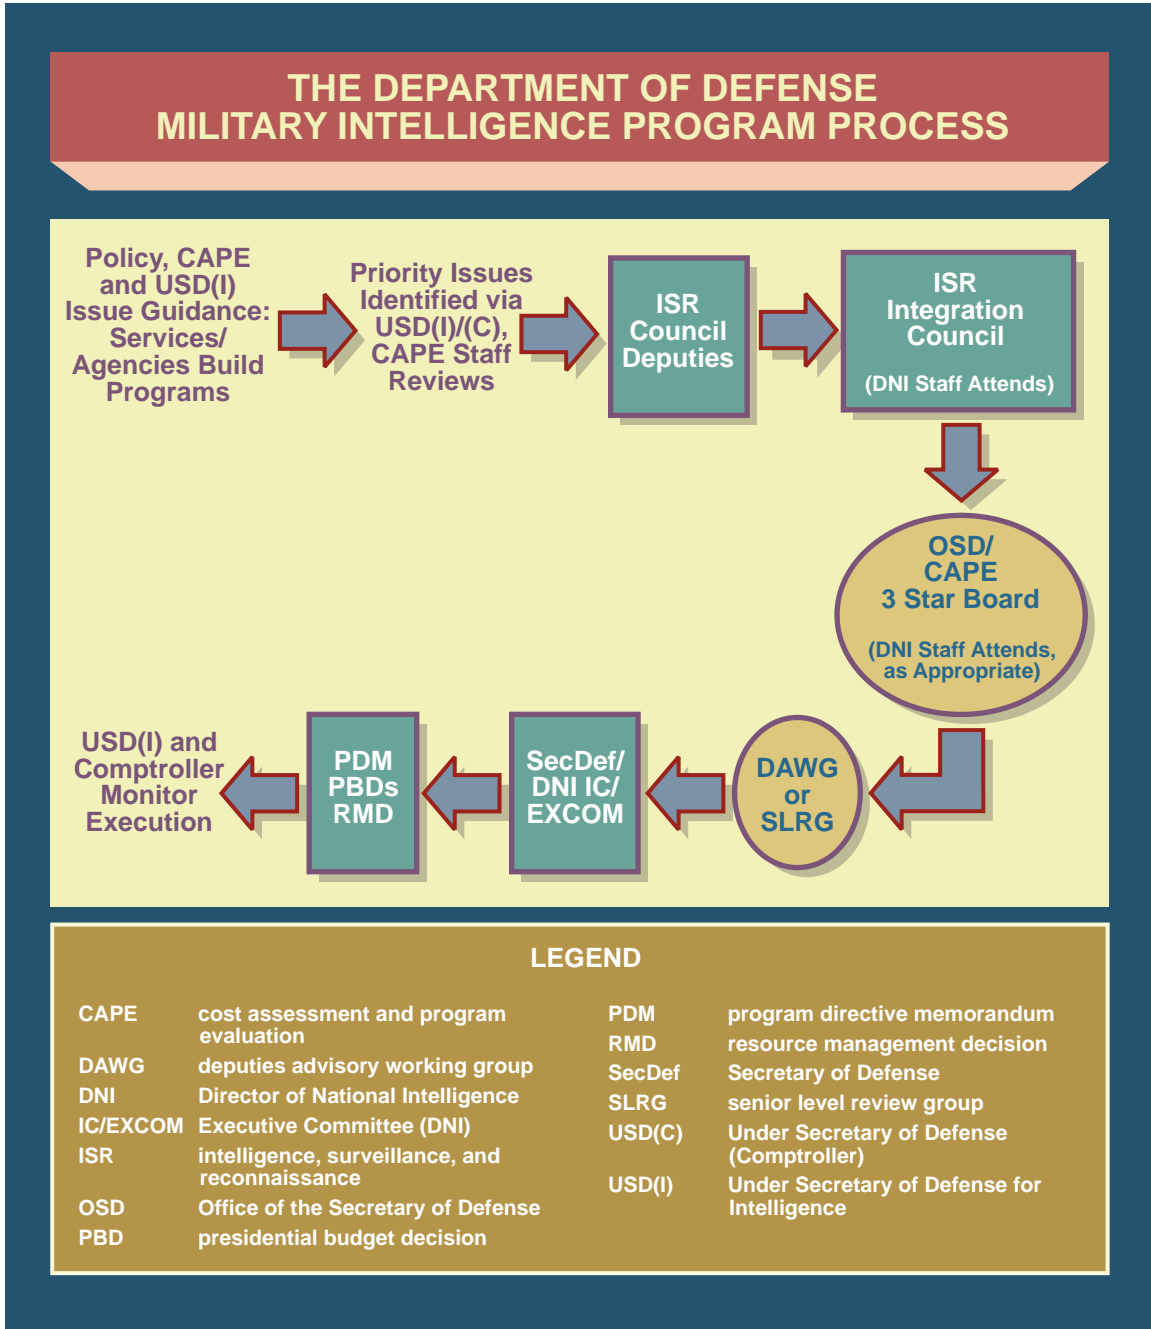 THE DEPARTMENT OF DEFENSE
MILITARY INTELLIGENCE PROGRAM PROCESS
Policy, CAPE
and USD(I)
Issue Guidance:
Services/
Agencies Build
Programs
Priority Issues
Identified via
USD(I)/(C),
CAPE Staff
Reviews
ISR
Council
Deputies
ISR
Integration
Council
(DNI Staff Attends)
OSD/
CAPE
3 Star Board
(DNI Staff Attends,
as Appropriate)
DAWG
or
SLRG
SecDef/
DNI IC/
EXCOM
PDM
PBDs
RMD
USD(I) and
Comptroller
Monitor
Execution
LEGEND
CAPE cost assessment and program
evaluation
DAWG deputies advisory working group
DNI Director of National Intelligence
IC/EXCOM Executive Committee (DNI)
ISR intelligence, surveillance, and
reconnaissance
OSD Office of the Secretary of Defense
PBD presidential budget decision
PDM program directive memorandum
RMD resource management decision
SecDef Secretary of Defense
SLRG senior level review group
USD(C) Under Secretary of Defense
(Comptroller)
USD(I) Under Secretary of Defense for
Intelligence